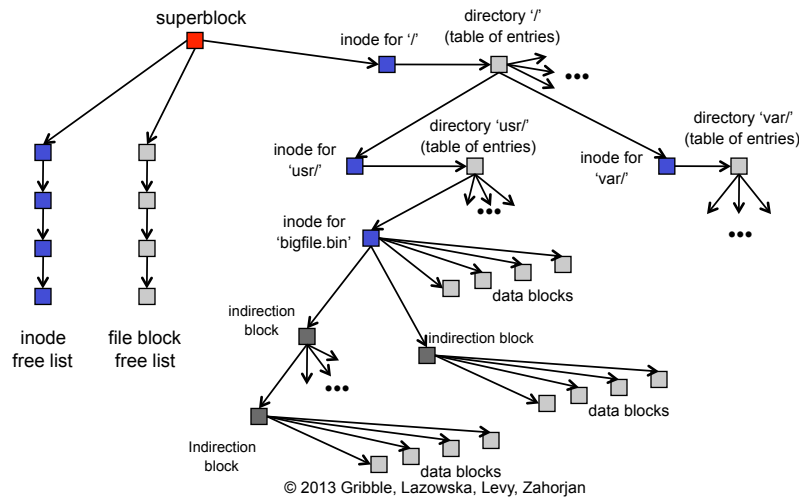 superblock
inode for ‘/’
directory ‘/’
(table of entries)
•••
inode for
‘usr/’
directory ‘usr/’
(table of entries)
•••
inode for
‘var/’
directory ‘var/’
(table of entries)
•••
inode for
‘bigfile.bin’
data blocks
inode
free list
file block
free list
indirection
block
•••
indirection block
data blocks
Indirection
block
data blocks
© 2013 Gribble, Lazowska, Levy, Zahorjan